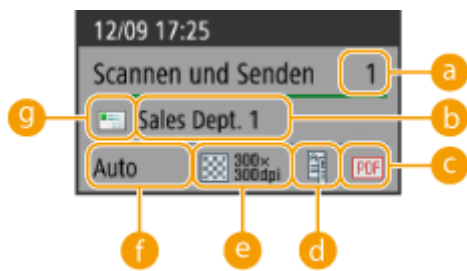 12/09 17:25
Scannen und Senden 1
a
g Sales Dept. 1 b
Auto 300×
300dpi PDF c
f e d